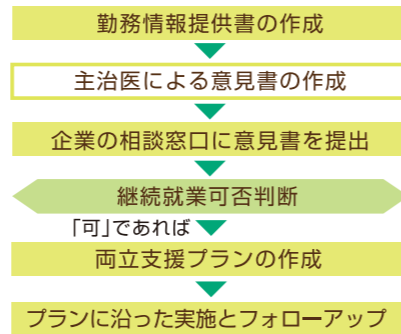 勤務情報提供書の作成
主治医による意見書の作成
企業の相談窓口に意見書を提出
継続就業可否判断
「可」であれば
両立支援プランの作成
プランに沿った実施とフォローアップ